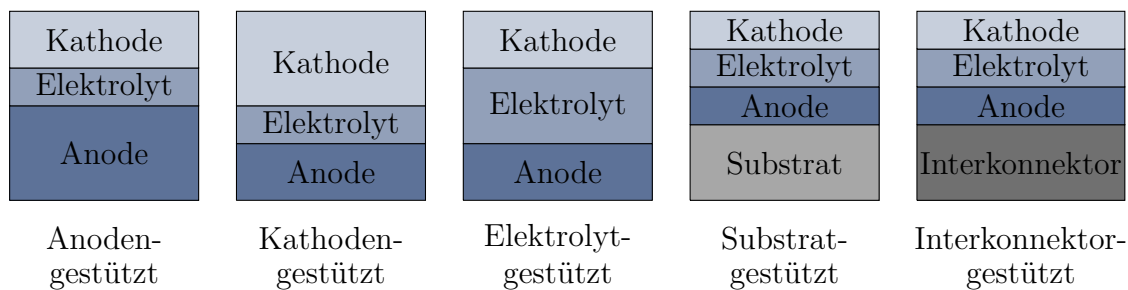 Kathode
Elektrolyt
Anode
Anoden-
gestützt
Kathode
Elektrolyt
Anode
Kathoden-
gestützt
Kathode
Elektrolyt
Anode
Elektrolyt-
gestützt
Kathode
Elektrolyt
Anode
Substrat
Substrat-
gestützt
Kathode
Elektrolyt
Anode
Interkonnektor
Interkonnektor-
gestützt